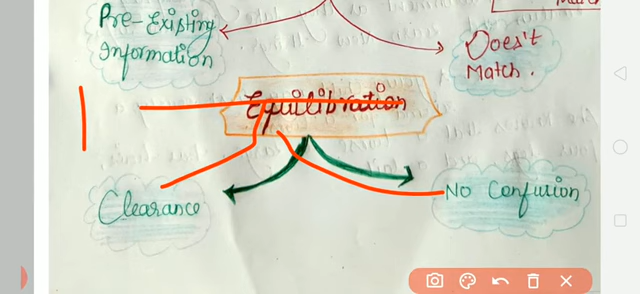 Pre-Existing
Information
Does't
Match.
Equilibration
Clearance
No Confusion